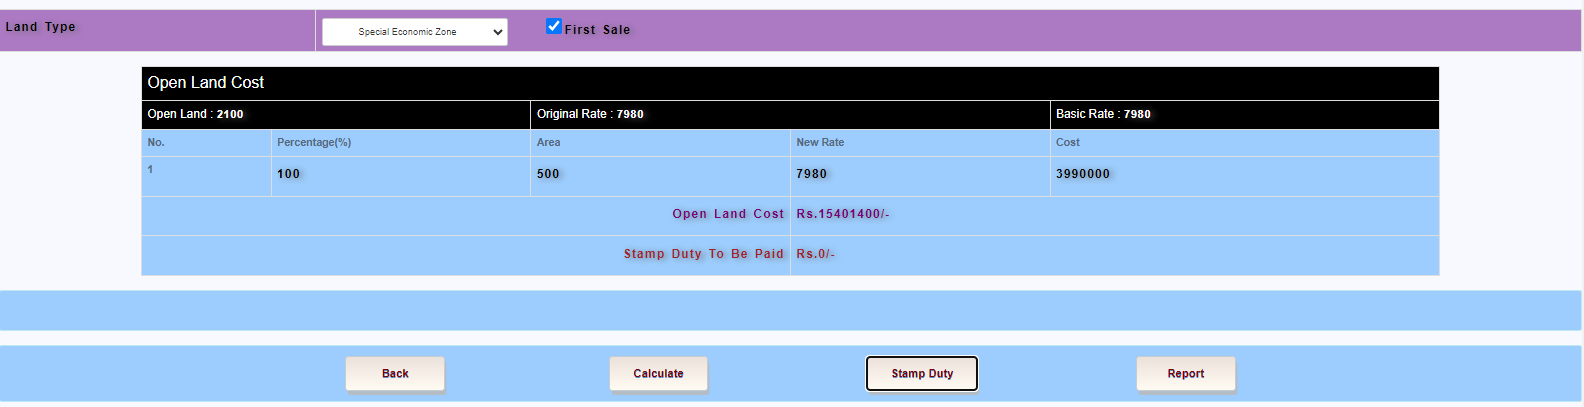 Land Type
Special Economic Zone
First Sale
Open Land Cost
Open Land : 2100 Original Rate : 7980 Basic Rate : 7980
No. Percentage(%) Area New Rate Cost
1 100 500 7980 3990000
Open Land Cost Rs.15401400/-
Stamp Duty To Be Paid Rs.0/-
Back Calculate Stamp Duty Report